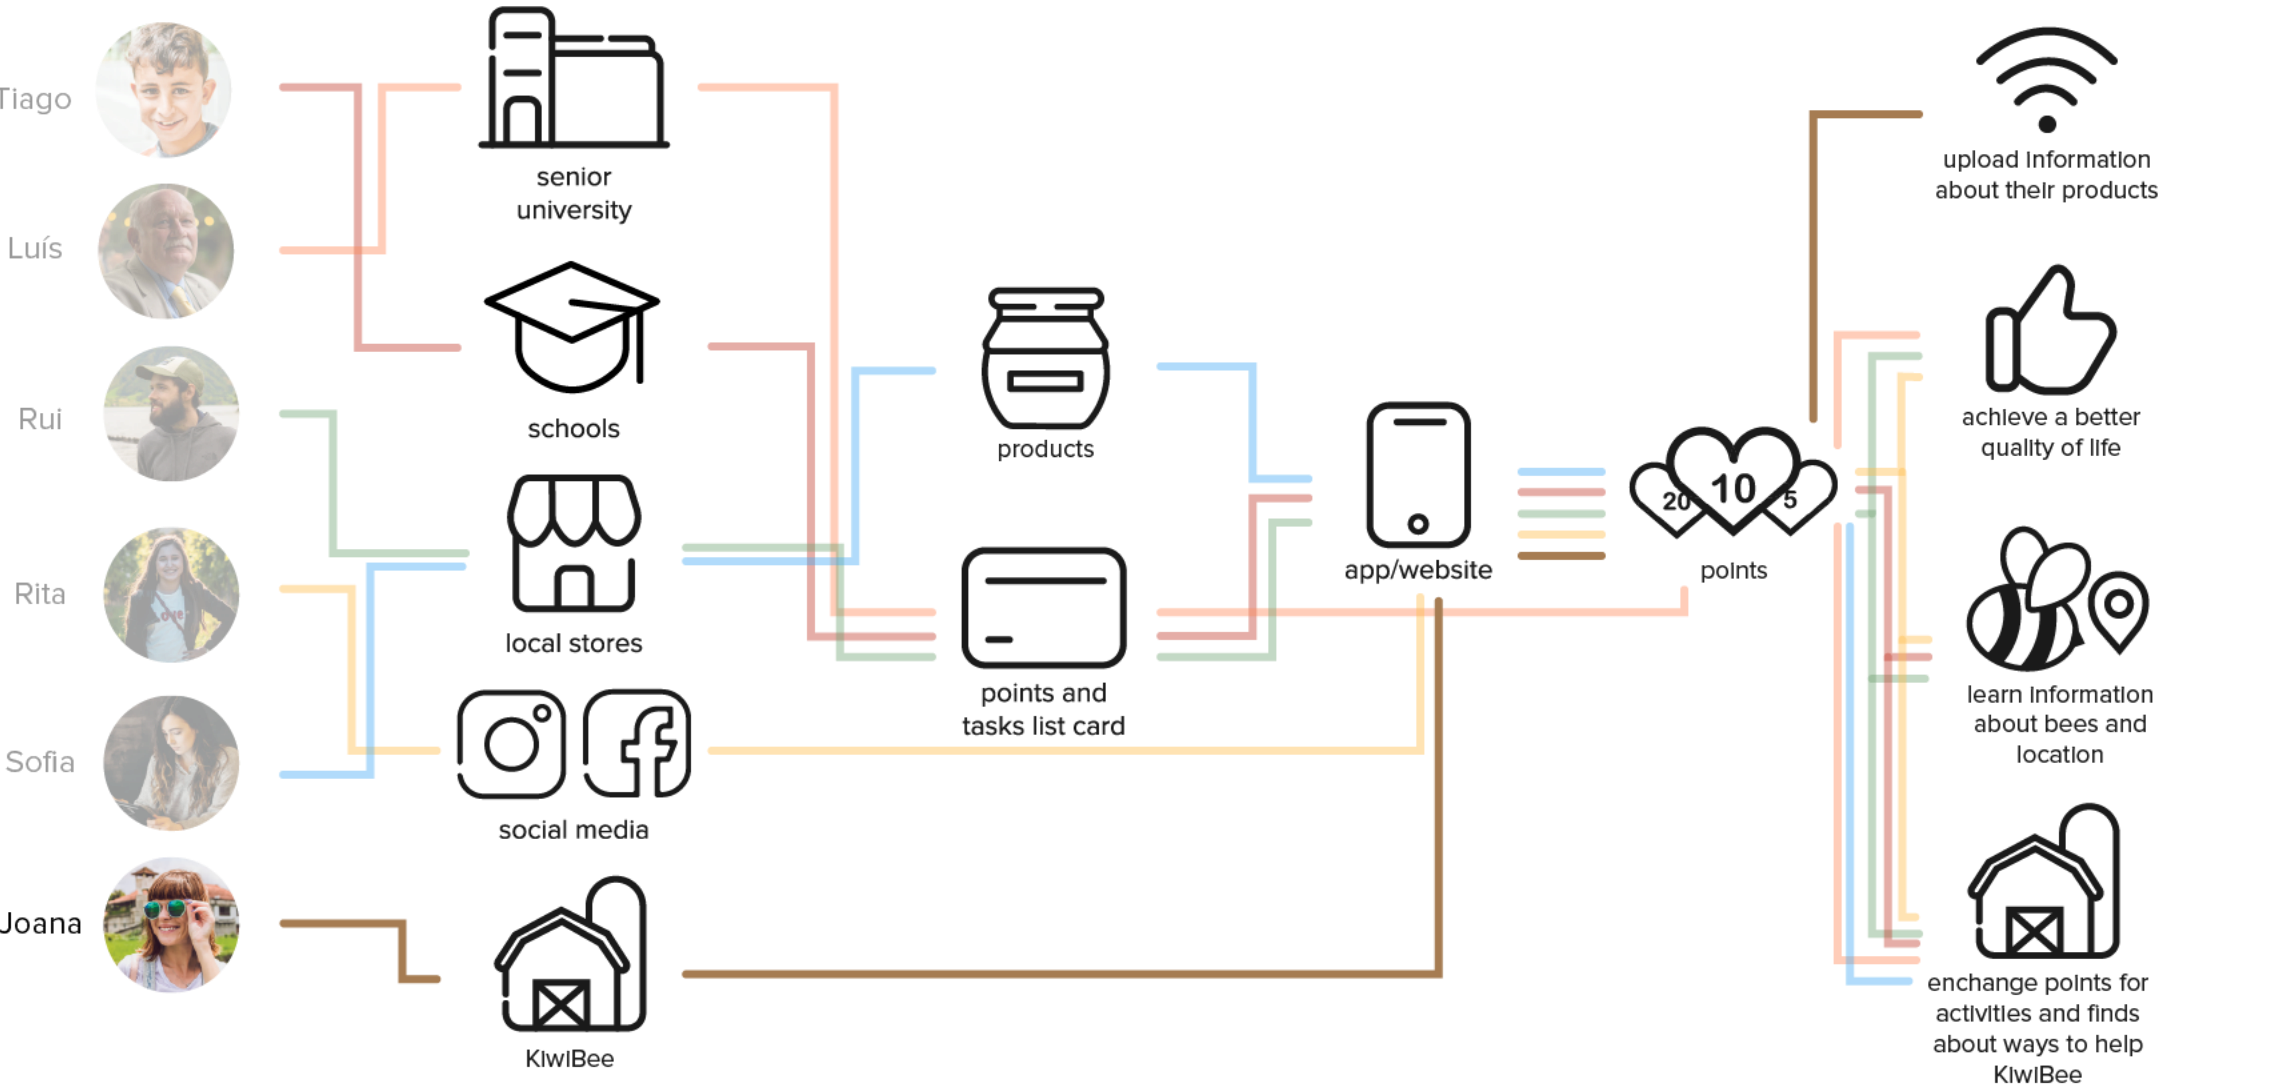 Tiago
Luís
Rui
Rita
Sofia
Joana
senior
university
schools
local stores
social media
KiwiBee
products
points and
tasks list card
app/website
20
10
5
points
upload information
about their products
achieve a better
quality of life
learn information
about bees and
location
enchange points for
activities and finds
about ways to help
KiwiBee